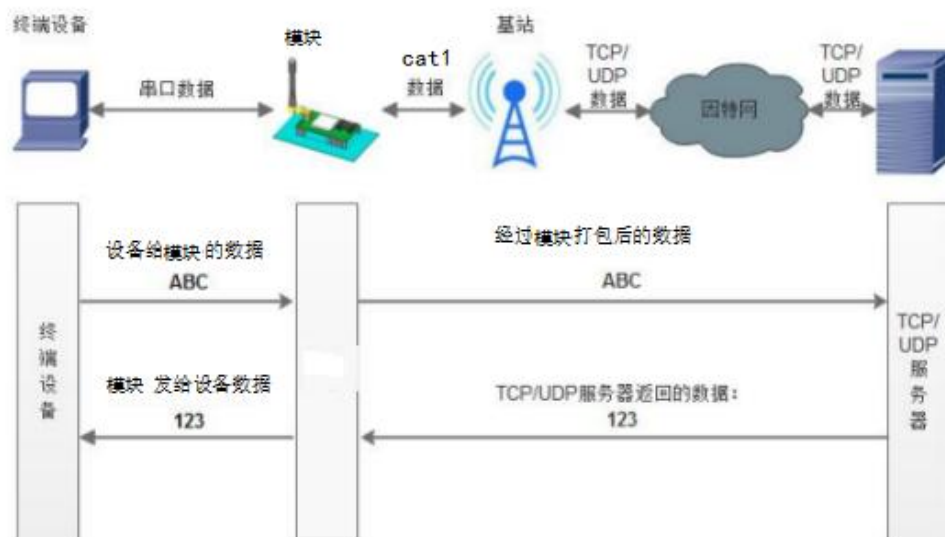 终端设备
模块
基站
串口数据
cat1
数据
TCP/
UDP
数据
因特网
TCP/
UDP
数据
设备给模块的数据
ABC
经过模块打包后的数据
ABC
终
端
设
备
模块 发给设备数据
123
TCP/UDP服务器返回的数据：
123
TCP/
UDP
服
务
器